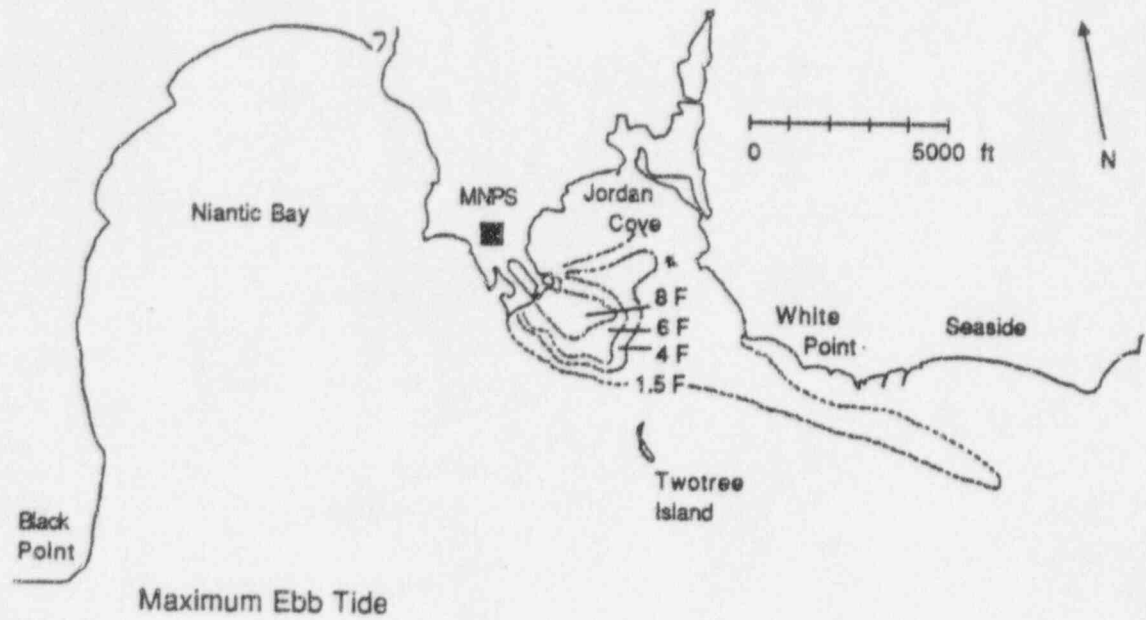 MNPS
Niantic Bay
Jordan
Cove
0 5000 ft
N
8 F
6 F
4 F
1.5 F
White
Point
Seaside
Twotree
Island
Black
Point
Maximum Ebb Tide